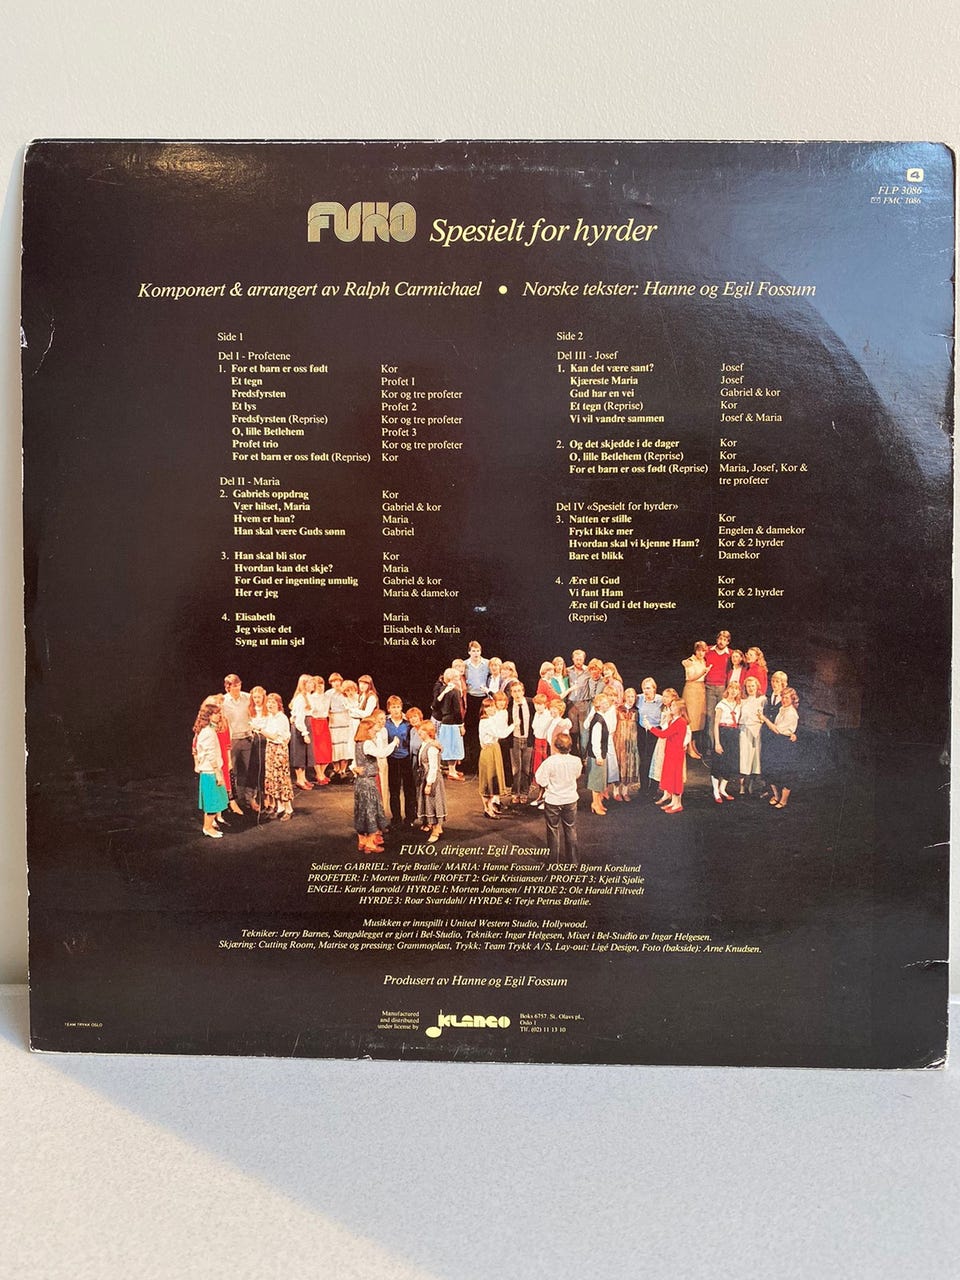 4
FLP 3086
FMC 1086
FUKO Spesielt for hyrder
Komponert & arrangert av Ralph Carmichael • Norske tekster: Hanne og Egil Fossum
Side 1
Del I - Profetene
1. For et barn er oss født Kor
Et tegn Profet 1
Fredsfyrsten Kor og tre profeter
Et lys Profet 2
Fredsfyrsten (Reprise) Kor og tre profeter
O, lille Betlehem Profet 3
Profet trio Kor og tre profeter
For et barn er oss født (Reprise) Kor
Del II - Maria
2. Gabriels oppdrag Kor
Vær hilset, Maria Gabriel & kor
Hvem er han? Maria
Han skal være Guds sønn Gabriel
3. Han skal bli stor Kor
Hvordan kan det skje? Maria
For Gud er ingenting umulig Gabriel & kor
Her er jeg Maria & damekor
4. Elisabeth Maria
Jeg visste det Elisabeth & Maria
Syng ut min sjel Maria & kor
Side 2
Del III - Josef
1. Kan det være sant? Josef
Kjæreste Maria Josef
Gud har en vei Gabriel & kor
Et tegn (Reprise) Kor
Vi vil vandre sammen Josef & Maria
2. Og det skjedde i de dager Kor
O, lille Betlehem (Reprise) Kor
For et barn er oss født (Reprise) Maria, Josef, Kor &
tre profeter
Del IV «Spesielt for hyrder»
3. Natten er stille Kor
Frykt ikke mer Engelen & damekor
Hvordan skal vi kjenne Ham? Kor & 2 hyrder
Bare et blikk Damekor
4. Ære til Gud Kor
Vi fant Ham Kor & 2 hyrder
Ære til Gud i det høyeste Kor
(Reprise)
FUKO, dirigent: Egil Fossum
Solister: GABRIEL: Terje Bratlie/ MARIA: Hanne Fossum/ JOSEF: Bjørn Korslund
PROFETER: 1: Morten Bratlie/ PROFET 2: Geir Kristiansen/ PROFET 3: Kjetil Sjølie
ENGEL: Karin Aarvold/ HYRDE 1: Morten Johansen/ HYRDE 2: Ole Harald Filtvedt
HYRDE 3: Roar Svartdahl/ HYRDE 4: Terje Petrus Bratlie.
Musikken er innspilt i United Western Studio, Hollywood.
Tekniker: Jerry Barnes, Sangpålegget er gjort i Bel-Studio, Tekniker: Ingar Helgesen, Mixet i Bel-Studio av Ingar Helgesen.
Skjæring: Cutting Room, Matrise og pressing: Grammoplast, Trykk: Team Trykk A/S, Lay-out: Ligé Design, Foto (bakside): Arne Knudsen.
Produsert av Hanne og Egil Fossum
Manufactured
and distributed
under license by
KLANGO
Boks 6757. St. Olavs pl.,
Oslo 1
Tlf. (02) 11 13 10
TEAM TRYKK OSLO